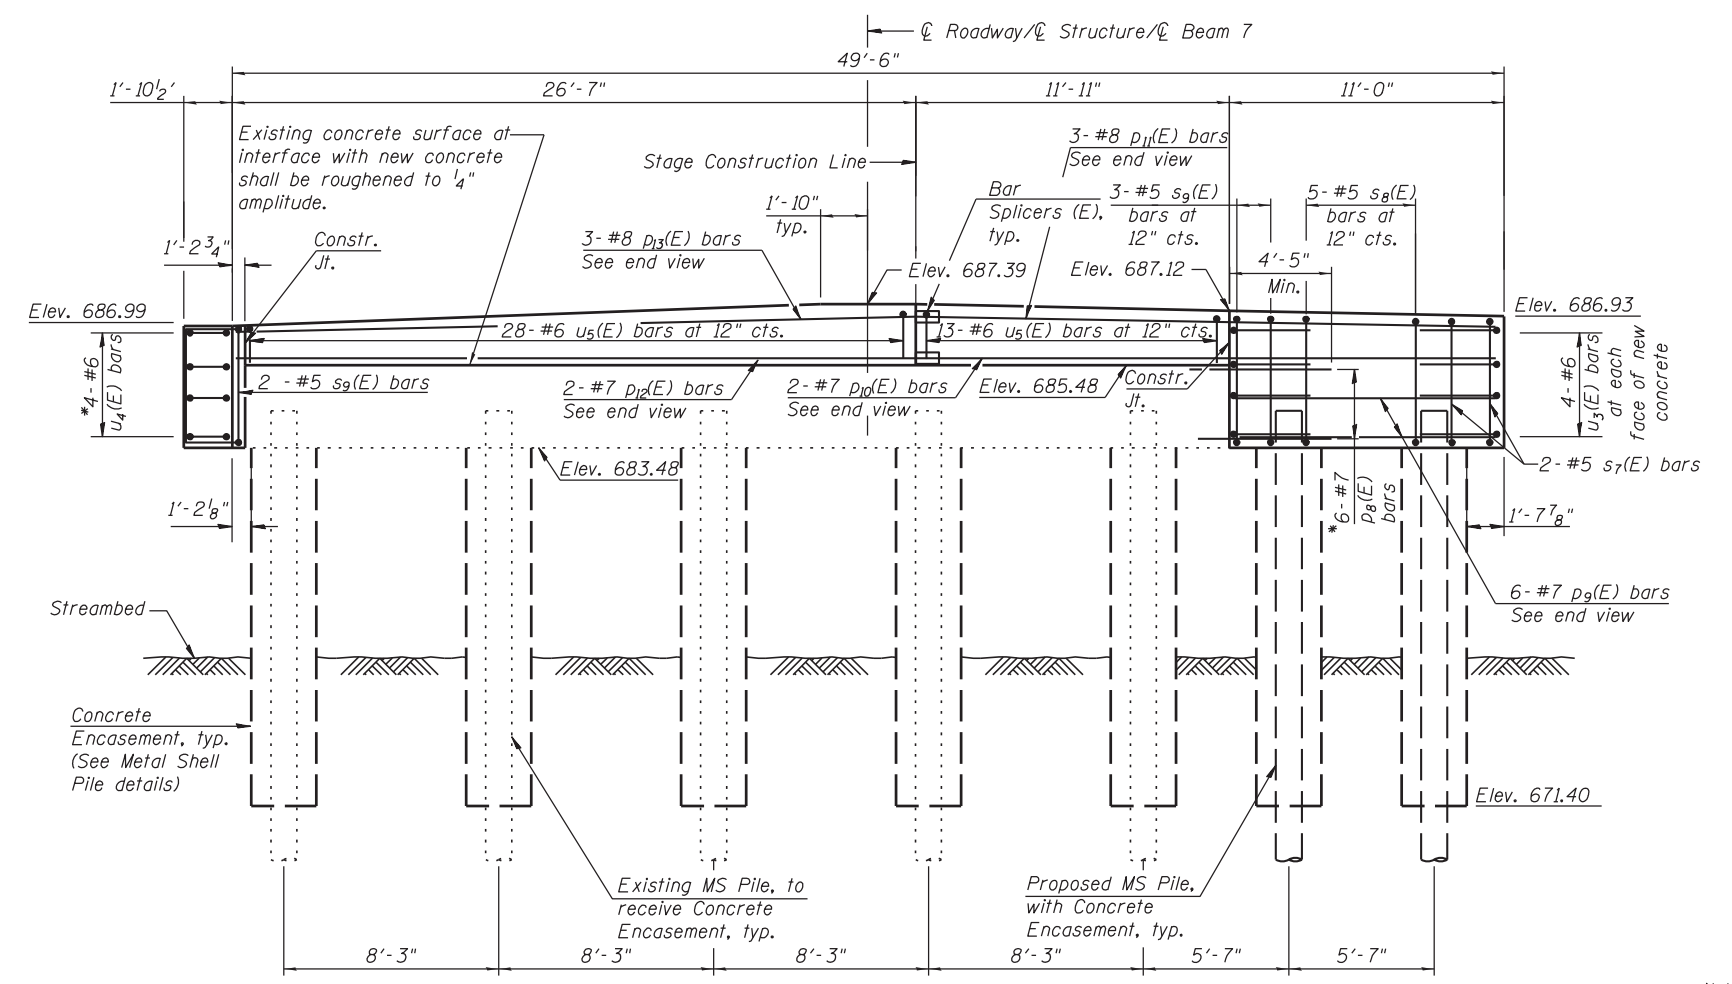 ℄ Roadway/℄ Structure/℄ Beam 7
49'-6"
1'-10½'
26'-7"
11'-11"
11'-0"
Existing concrete surface at
interface with new concrete
shall be roughened to ¼"
amplitude.
Stage Construction Line
3- #8 p11(E) bars
See end view
Bar
Splicers (E),
typ.
3- #5 s9(E)
bars at
12" cts.
5- #5 s8(E)
bars at
12" cts.
1'-10"
typ.
1'-2¾"
Constr.
Jt.
3- #8 p13(E) bars
See end view
Elev. 687.39
Elev. 687.12
4'-5"
Min.
Elev. 686.99
Elev. 686.93
28- #6 u5(E) bars at 12" cts.
13- #6 u5(E) bars at 12" cts.
*4- #6
u4(E) bars
2 - #5 s9(E) bars
2- #7 p12(E) bars
See end view
2- #7 p10(E) bars
See end view
Elev. 685.48
Constr.
Jt.
4- #6
u3(E) bars
at each
face of new
concrete
Elev. 683.48
2- #5 s7(E) bars
*6- #7
p8(E)
bars
1'-2⅛"
1'-7⅞"
6- #7 p9(E) bars
See end view
Streambed
Concrete
Encasement, typ.
(See Metal Shell
Pile details)
Elev. 671.40
Existing MS Pile, to
receive Concrete
Encasement, typ.
Proposed MS Pile,
with Concrete
Encasement, typ.
8'-3"
8'-3"
8'-3"
8'-3"
5'-7"
5'-7"